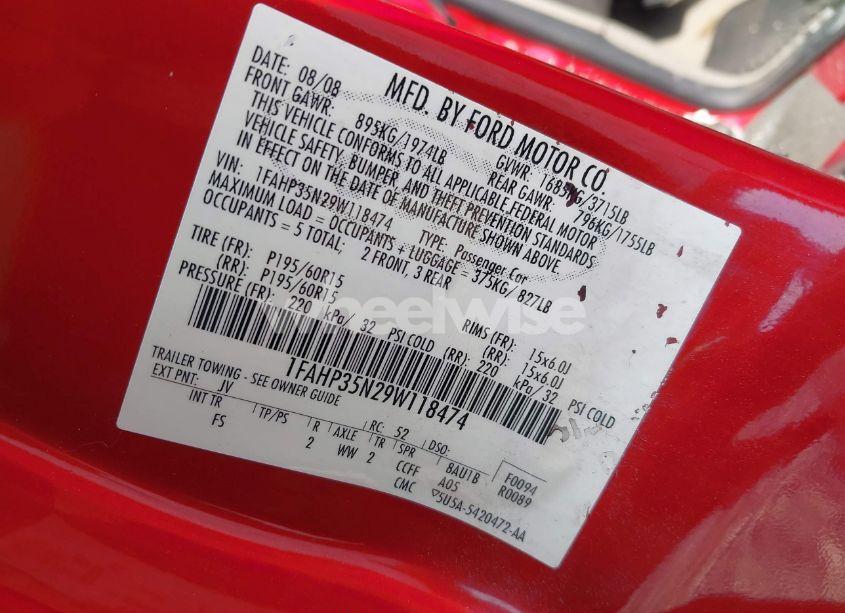 MFD. BY FORD MOTOR CO.
DATE: 08/08
GVWR: 1685KG/3715LB
FRONT GAWR: 895KG/1974LB
REAR GAWR: 796KG/1755LB
THIS VEHICLE CONFORMS TO ALL APPLICABLE FEDERAL MOTOR
VEHICLE SAFETY, BUMPER, AND THEFT PREVENTION STANDARDS
IN EFFECT ON THE DATE OF MANUFACTURE SHOWN ABOVE.
VIN: 1FAHP35N29W118474
TYPE: Passenger Car
MAXIMUM LOAD = OCCUPANTS + LUGGAGE = 375KG/827LB
OCCUPANTS = 5 TOTAL; 2 FRONT, 3 REAR
TIRE (FR): P195/60R15 RIMS (FR): 15x6.0J
(RR): P195/60R15 (RR): 15x6.0J
PRESSURE (FR): 220 kPa/ 32 PSI COLD (RR): 220 kPa/32 PSI COLD
wheelwise
1FAHP35N29W118474
TRAILER TOWING - SEE OWNER GUIDE
EXT PNT: JV RC: 52 DSO:
INT TR TP/PS R AXLE TR SPR 8AU1B F0094
FS 2 WW 2 CCFF A05 R0089
CMC 5U5A-5420472-AA